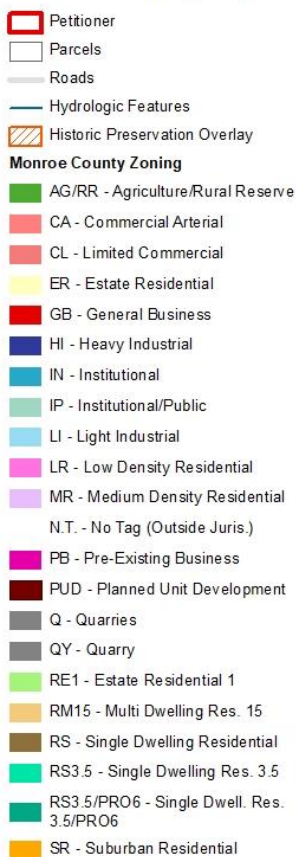 Petitioner
Parcels
Roads
Hydrologic Features
Historic Preservation Overlay
Monroe County Zoning
AG/RR - Agriculture/Rural Reserve
CA - Commercial Arterial
CL - Limited Commercial
ER - Estate Residential
GB - General Business
HI - Heavy Industrial
IN - Institutional
IP - Institutional/Public
LI - Light Industrial
LR - Low Density Residential
MR - Medium Density Residential
N.T. - No Tag (Outside Juris.)
PB - Pre-Existing Business
PUD - Planned Unit Development
Q - Quarries
QY - Quarry
RE1 - Estate Residential 1
RM15 - Multi Dwelling Res. 15
RS - Single Dwelling Residential
RS3.5 - Single Dwelling Res. 3.5
RS3.5/PRO6 - Single Dwell. Res.
3.5/PRO6
SR - Suburban Residential